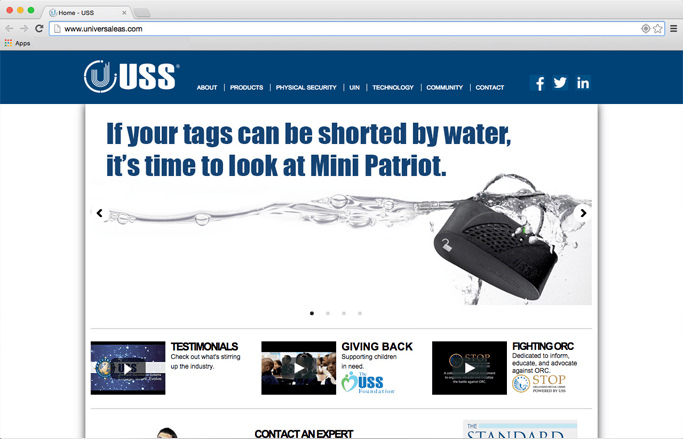 Home - USS
www.universaleas.com
Apps
USS
ABOUT | PRODUCTS | PHYSICAL SECURITY | UIN | TECHNOLOGY | COMMUNITY | CONTACT
If your tags can be shorted by water,
it's time to look at Mini Patriot.
TESTIMONIALS
Check out what's stirring
up the industry.
GIVING BACK
Supporting children
in need.
The
USS
Foundation
FIGHTING ORC
Dedicated to inform,
educate, and advocate
against ORC.
STOP
POWERED BY USS
STOP
CONTACT AN EXPERT
THE
STANDARD